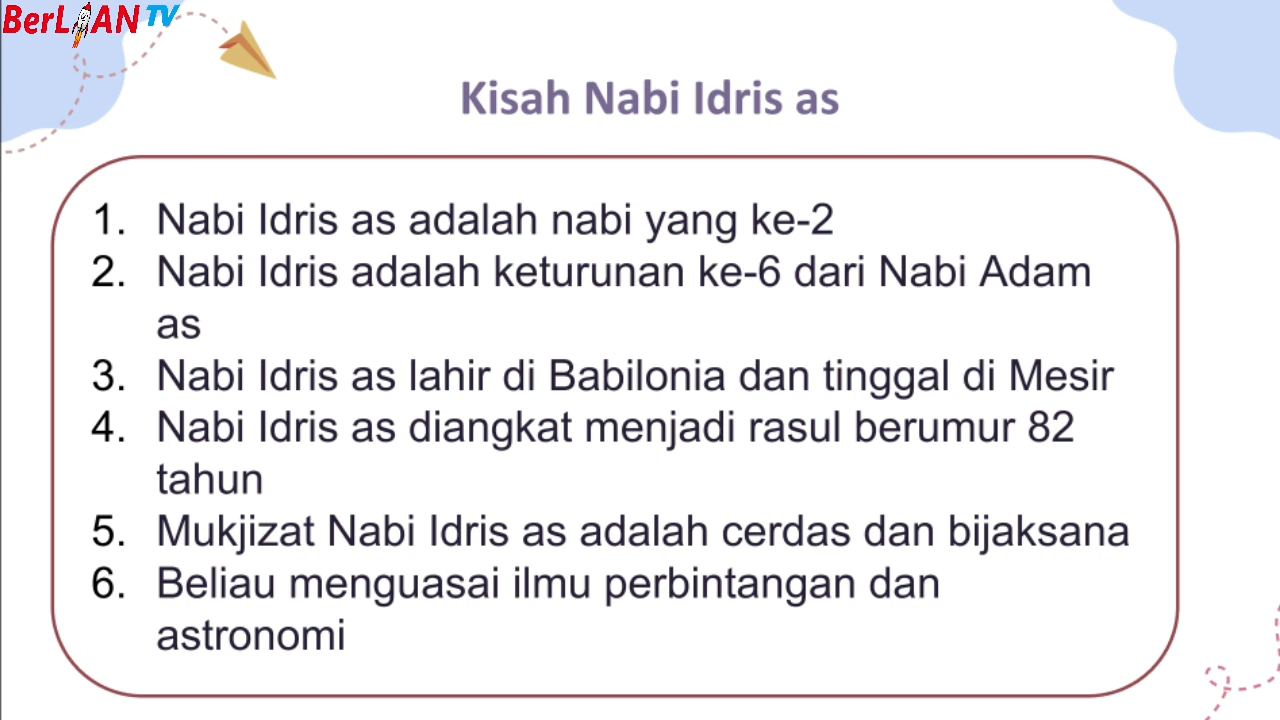 BerLIAN TV
Kisah Nabi Idris as
1. Nabi Idris as adalah nabi yang ke-2
2. Nabi Idris adalah keturunan ke-6 dari Nabi Adam
as
3. Nabi Idris as lahir di Babilonia dan tinggal di Mesir
4. Nabi Idris as diangkat menjadi rasul berumur 82
tahun
5. Mukjizat Nabi Idris as adalah cerdas dan bijaksana
6. Beliau menguasai ilmu perbintangan dan
astronomi